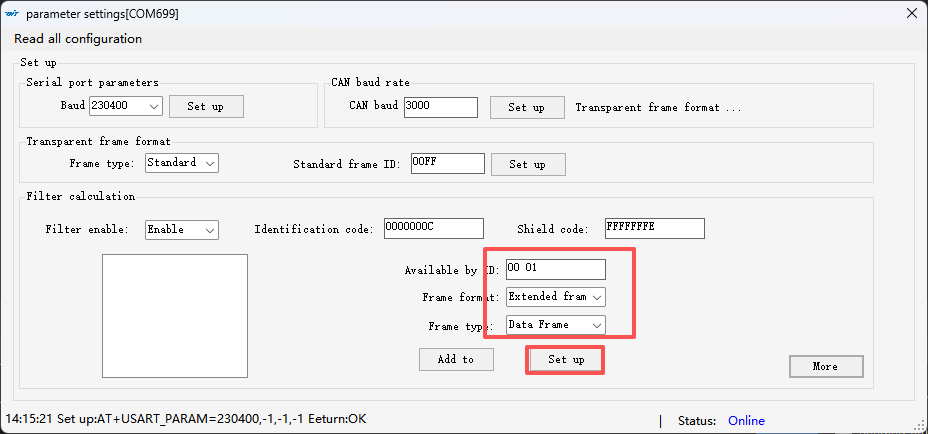 parameter settings[COM699]
Read all configuration
Set up
Serial port parameters
CAN baud rate
Baud 230400 Set up
CAN baud 3000 Set up Transparent frame format ...
Transparent frame format
Frame type: Standard Standard frame ID: 00FF Set up
Filter calculation
Filter enable: Enable Identification code: 0000000C Shield code: FFFFFFFE
Available by ID: 00 01
Frame format: Extended fram
Frame type: Data Frame
Add to Set up More
14:15:21 Set up:AT+USART_PARAM=230400,-1,-1,-1 Eeturn:OK | Status: Online